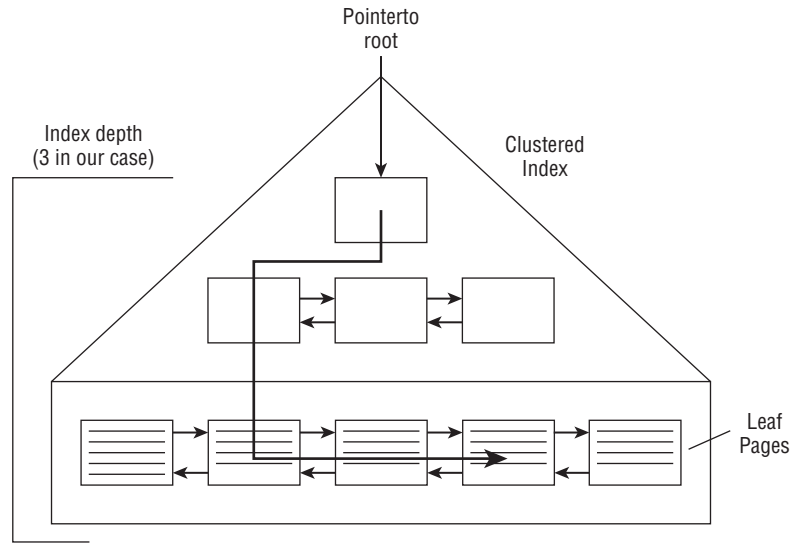 Pointerto
root
Index depth
(3 in our case)
Clustered
Index
Leaf
Pages